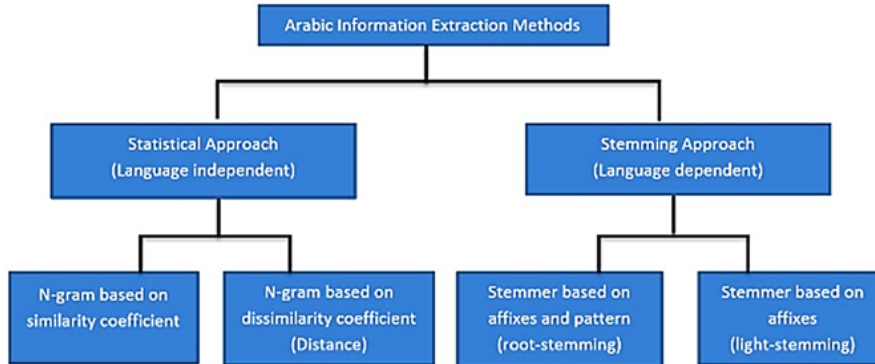 Arabic Information Extraction Methods
Statistical Approach
(Language independent)
Stemming Approach
(Language dependent)
N-gram based on
similarity coefficient
N-gram based on
dissimilarity coefficient
(Distance)
Stemmer based on
affixes and pattern
(root-stemming)
Stemmer based on
affixes
(light-stemming)